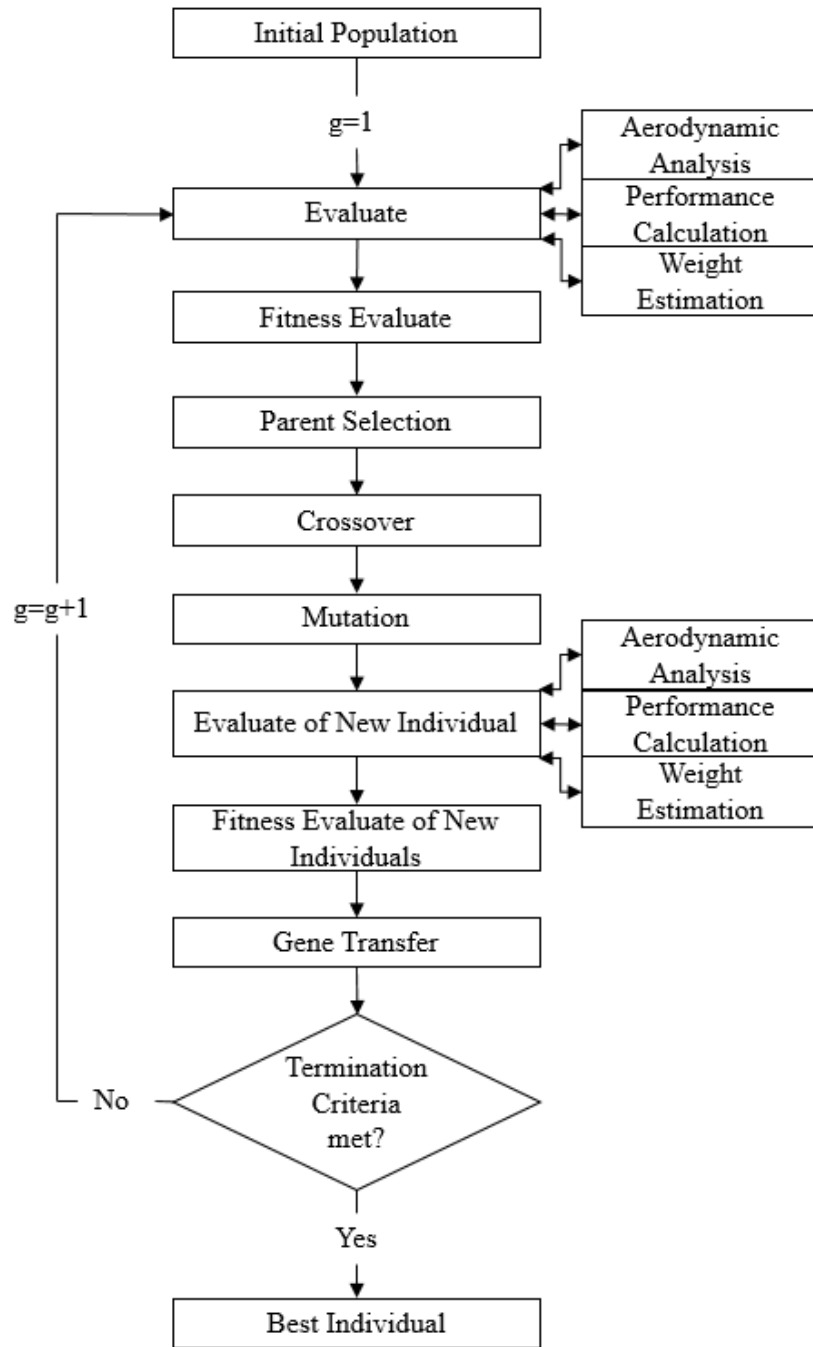 Initial Population
g=1
Aerodynamic
Analysis
Evaluate
Performance
Calculation
Weight
Estimation
Fitness Evaluate
Parent Selection
Crossover
g=g+1
Mutation
Aerodynamic
Analysis
Evaluate of New Individual
Performance
Calculation
Weight
Estimation
Fitness Evaluate of New
Individuals
Gene Transfer
Termination
Criteria
met?
No
Yes
Best Individual